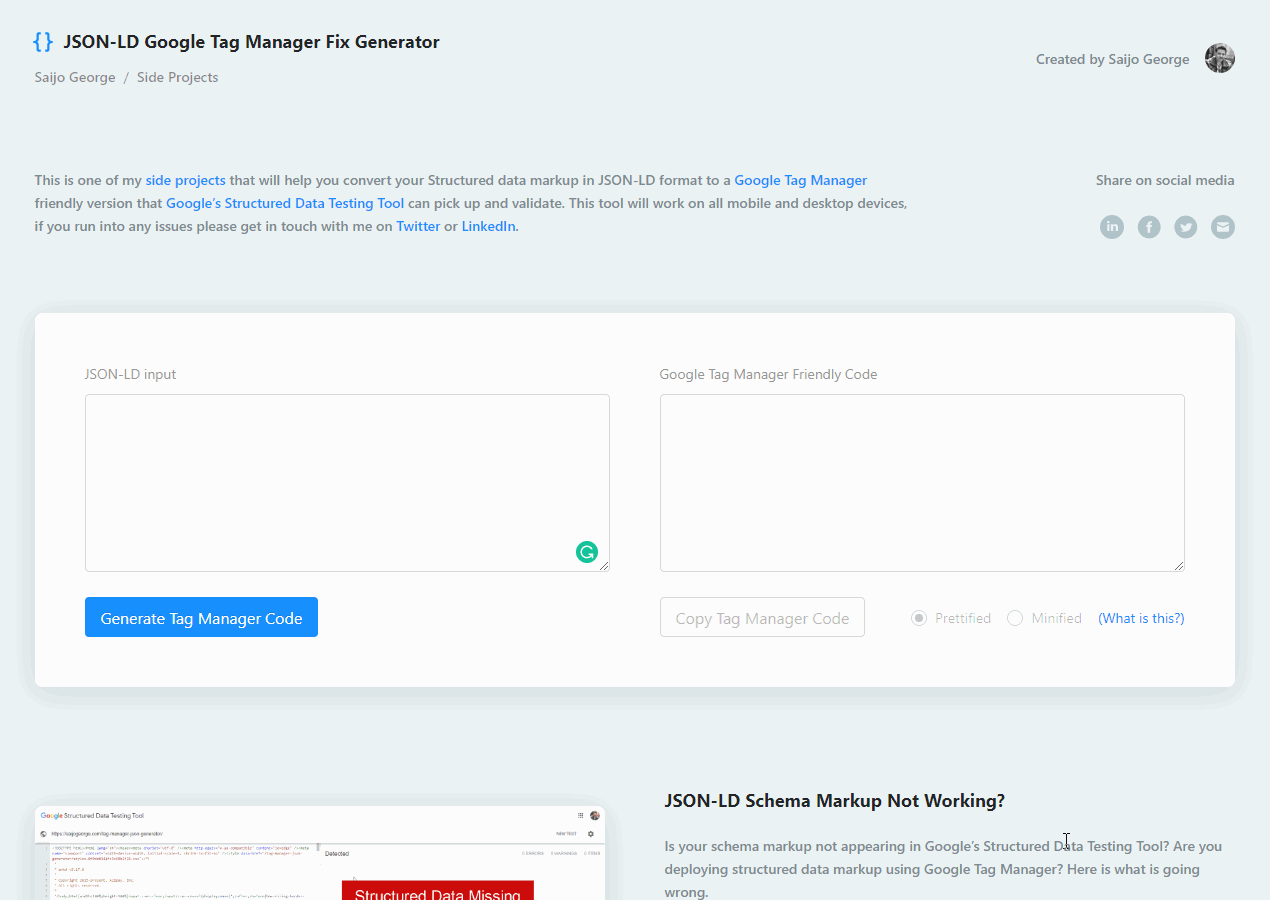 {} JSON-LD Google Tag Manager Fix Generator
Saijo George / Side Projects
Created by Saijo George
This is one of my side projects that will help you convert your Structured data markup in JSON-LD format to a Google Tag Manager
friendly version that Google's Structured Data Testing Tool can pick up and validate. This tool will work on all mobile and desktop devices,
if you run into any issues please get in touch with me on Twitter or LinkedIn.
Share on social media
JSON-LD input
Google Tag Manager Friendly Code
Generate Tag Manager Code
Copy Tag Manager Code
Prettified
Minified
(What is this?)
Google Structured Data Testing Tool
https://saijogeorge.com/tag-manager-json-generator/
NEW TEST
Detected
0 ERRORS 0 WARNINGS 0 ITEMS
Structured Data Missing
JSON-LD Schema Markup Not Working?
Is your schema markup not appearing in Google's Structured Data Testing Tool? Are you
deploying structured data markup using Google Tag Manager? Here is what is going
wrong.